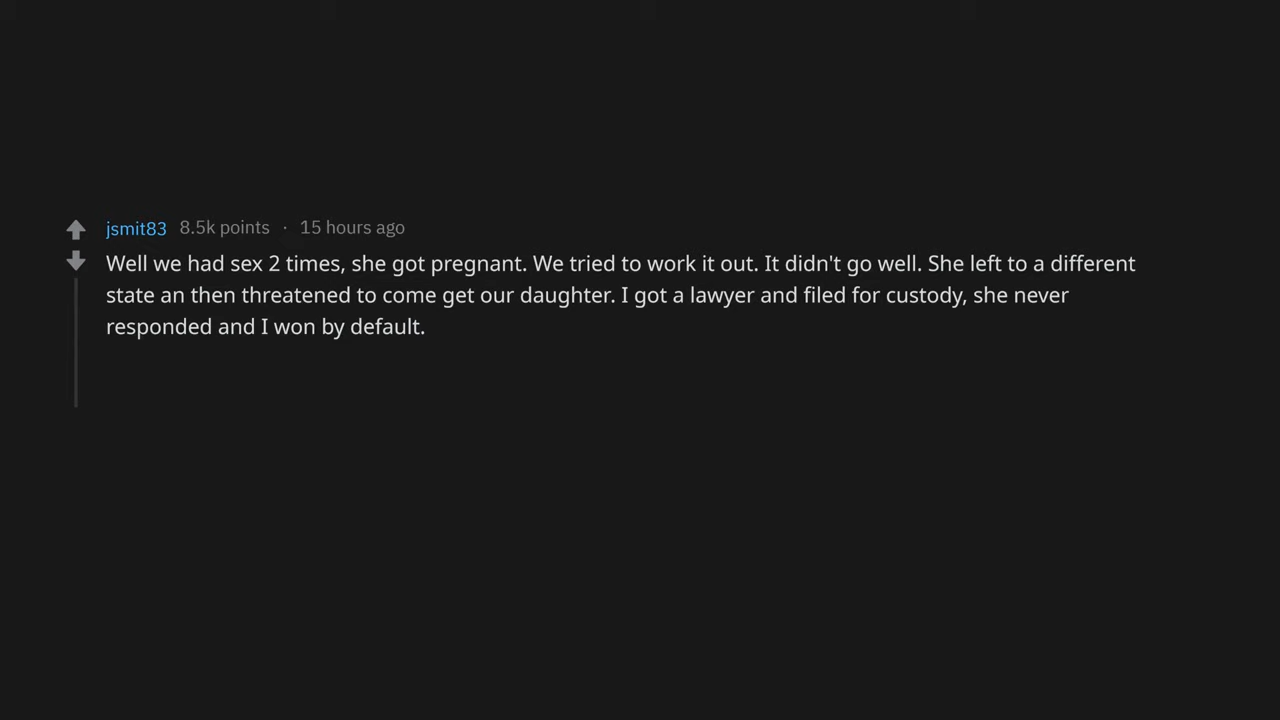 jsmit83 8.5k points · 15 hours ago
Well we had sex 2 times, she got pregnant. We tried to work it out. It didn't go well. She left to a different
state an then threatened to come get our daughter. I got a lawyer and filed for custody, she never
responded and I won by default.